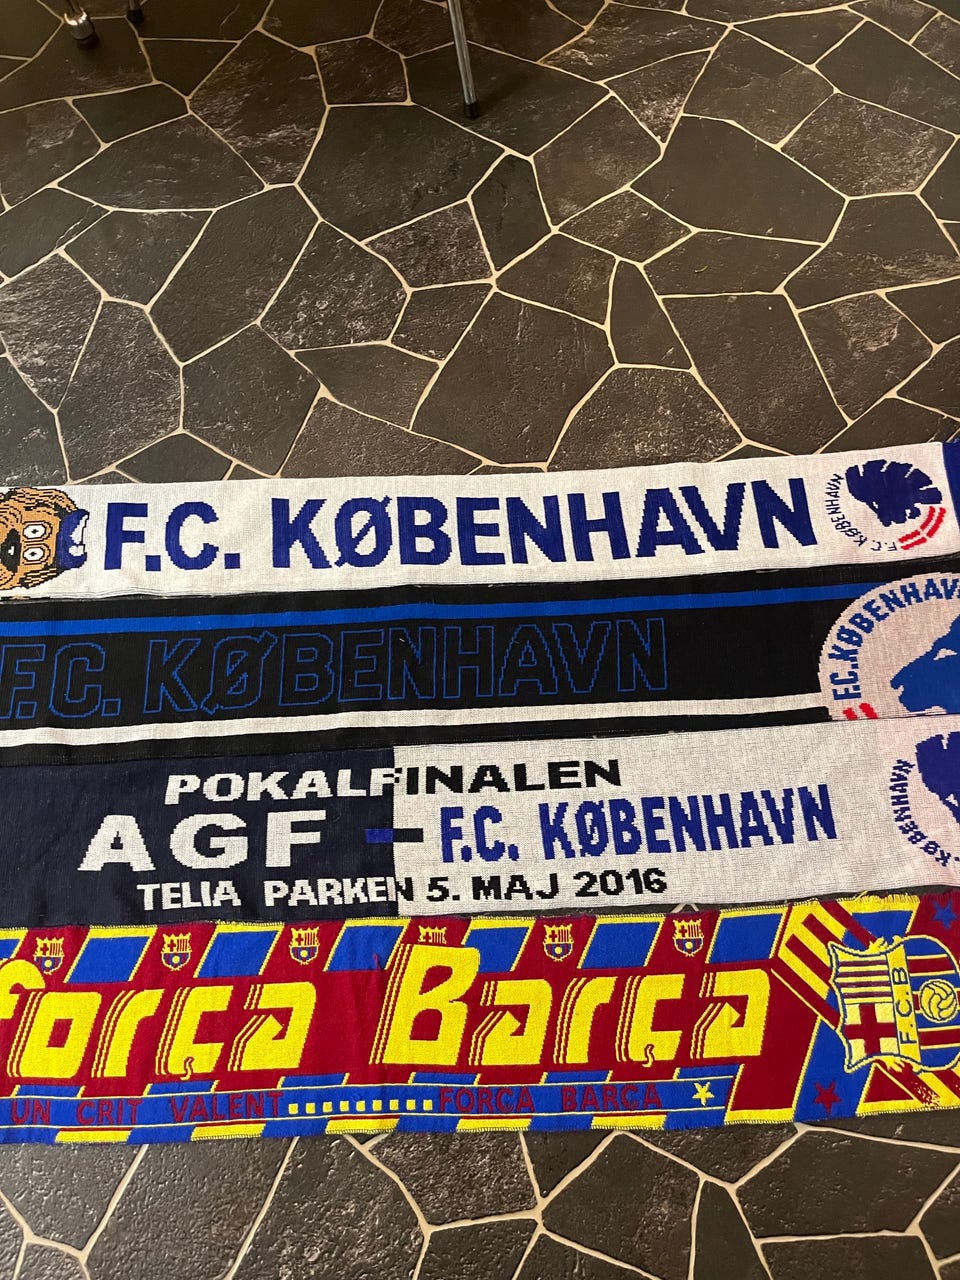 F.C. KØBENHAVN
F.C. KØBENHAVN
F.C. KØBENHAVN
F.C. KØBENHAVN
POKALFINALEN
AGF - F.C. KØBENHAVN
KØBENHAVN
TELIA PARKEN 5. MAJ 2016
força Barça
FCB
UN CRIT VALENT.........FORÇA BARÇA